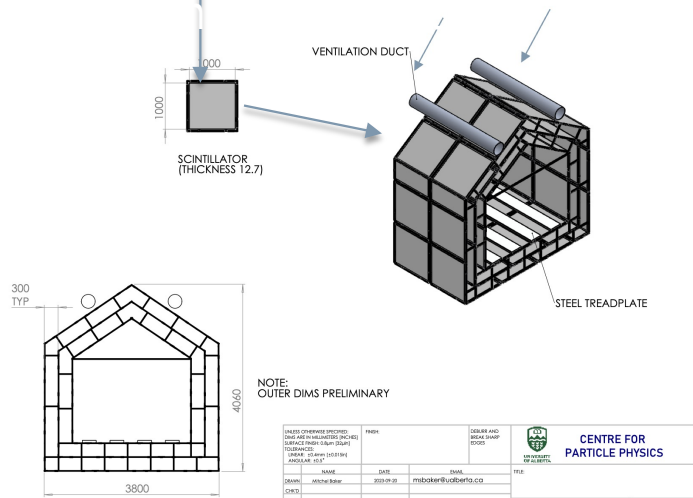 VENTILATION DUCT
1000
1000
SCINTILLATOR
(THICKNESS 12.7)
STEEL TREADPLATE
300
TYP
4060
3800
NOTE:
OUTER DIMS PRELIMINARY
UNLESS OTHERWISE SPECIFIED:
DIMS ARE IN MILLIMETERS [INCHES]
SURFACE FINISH: 0.8µm [32µin]
TOLERANCES:
LINEAR: ±0.4mm [±0.015in]
ANGULAR: ±0.5°
FINISH:
DEBURR AND
BREAK SHARP
EDGES
UNIVERSITY
OF ALBERTA
CENTRE FOR
PARTICLE PHYSICS
NAME DATE EMAIL
DRAWN Mitchel Baker 2023-09-20 msbaker@ualberta.ca
CHK'D
TITLE: